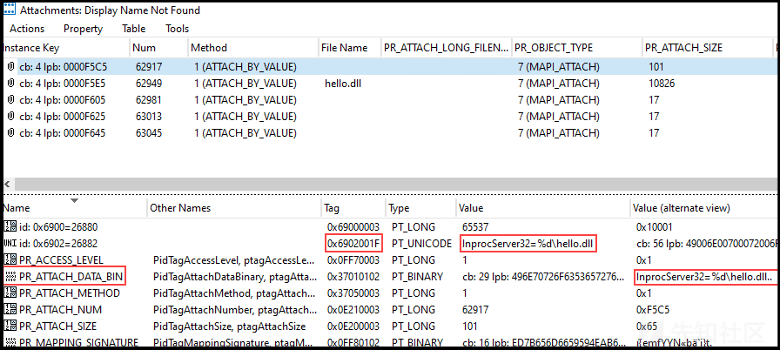 Attachments: Display Name Not Found
Actions Property Table Tools
Instance Key Num Method File Name PR_ATTACH_LONG_FILEN... PR_OBJECT_TYPE PR_ATTACH_SIZE
cb: 4 lpb: 0000F5C5 62917 1 (ATTACH_BY_VALUE) 7 (MAPI_ATTACH) 101
cb: 4 lpb: 0000F5E5 62949 1 (ATTACH_BY_VALUE) hello.dll 7 (MAPI_ATTACH) 10826
cb: 4 lpb: 0000F605 62981 1 (ATTACH_BY_VALUE) 7 (MAPI_ATTACH) 17
cb: 4 lpb: 0000F625 63013 1 (ATTACH_BY_VALUE) 7 (MAPI_ATTACH) 17
cb: 4 lpb: 0000F645 63045 1 (ATTACH_BY_VALUE) 7 (MAPI_ATTACH) 17
Name Other Names Tag Type Value Value (alternate view)
id: 0x6900=26880 0x69000003 PT_LONG 65537 0x10001
UNI id: 0x6902=26882 0x6902001F PT_UNICODE InprocServer32=%d\hello.dll cb: 56 lpb: 49006E00700072006F
PR_ACCESS_LEVEL PidTagAccessLevel, ptagAccessLe... 0x0FF70003 PT_LONG 1 0x1
PR_ATTACH_DATA_BIN PidTagAttachDataBinary, ptagAttac... 0x37010102 PT_BINARY cb: 29 lpb: 496E70726F6353657276... InprocServer32=%d\hello.dll..
PR_ATTACH_METHOD PidTagAttachMethod, ptagAttach... 0x37050003 PT_LONG 1 0x1
PR_ATTACH_NUM PidTagAttachNumber, ptagAttach... 0x0E210003 PT_LONG 62917 0xF5C5
PR_ATTACH_SIZE PidTagAttachSize, ptagAttachSize 0x0E200003 PT_LONG 101 0x65
PR_MAPPING_SIGNATURE PidTagMappingSignature, ptagMa... 0x0FF80102 PT_BINARY cb: 16 lpb: ED7B656D6659594EAB6...
先知社区